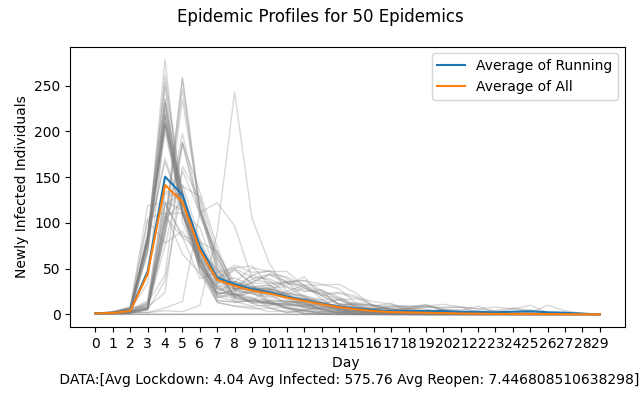 Epidemic Profiles for 50 Epidemics
Average of Running
Average of All
Newly Infected Individuals
250
200
150
100
50
0
0 1 2 3 4 5 6 7 8 9 10 11 12 13 14 15 16 17 18 19 20 21 22 23 24 25 26 27 28 29
Day
DATA:[Avg Lockdown: 4.04 Avg Infected: 575.76 Avg Reopen: 7.446808510638298]